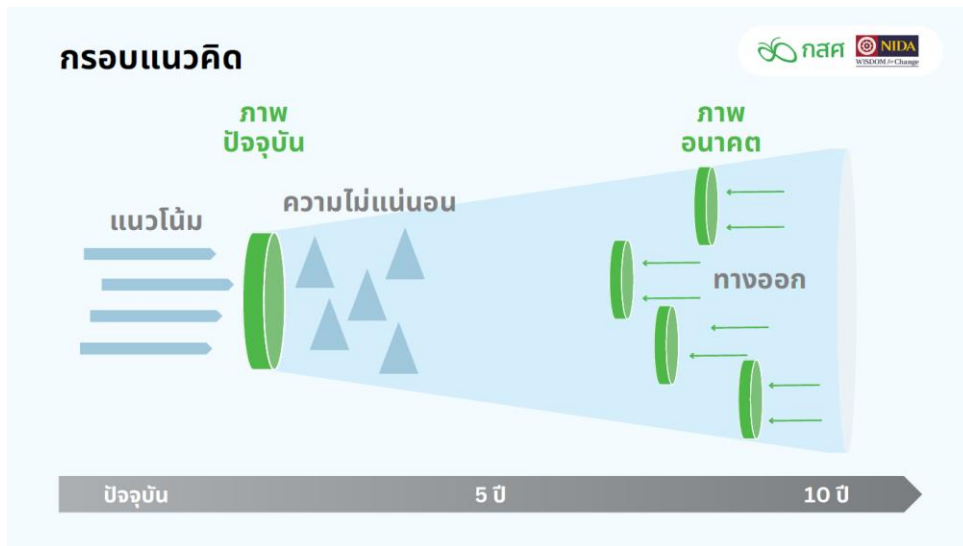 กรอบแนวคิด
กสศ
NIDA
WISDOM for Change
ภาพ
ปัจจุบัน
ภาพ
อนาคต
แนวโน้ม
ความไม่แน่นอน
ทางออก
ปัจจุบัน
5 ปี
10 ปี